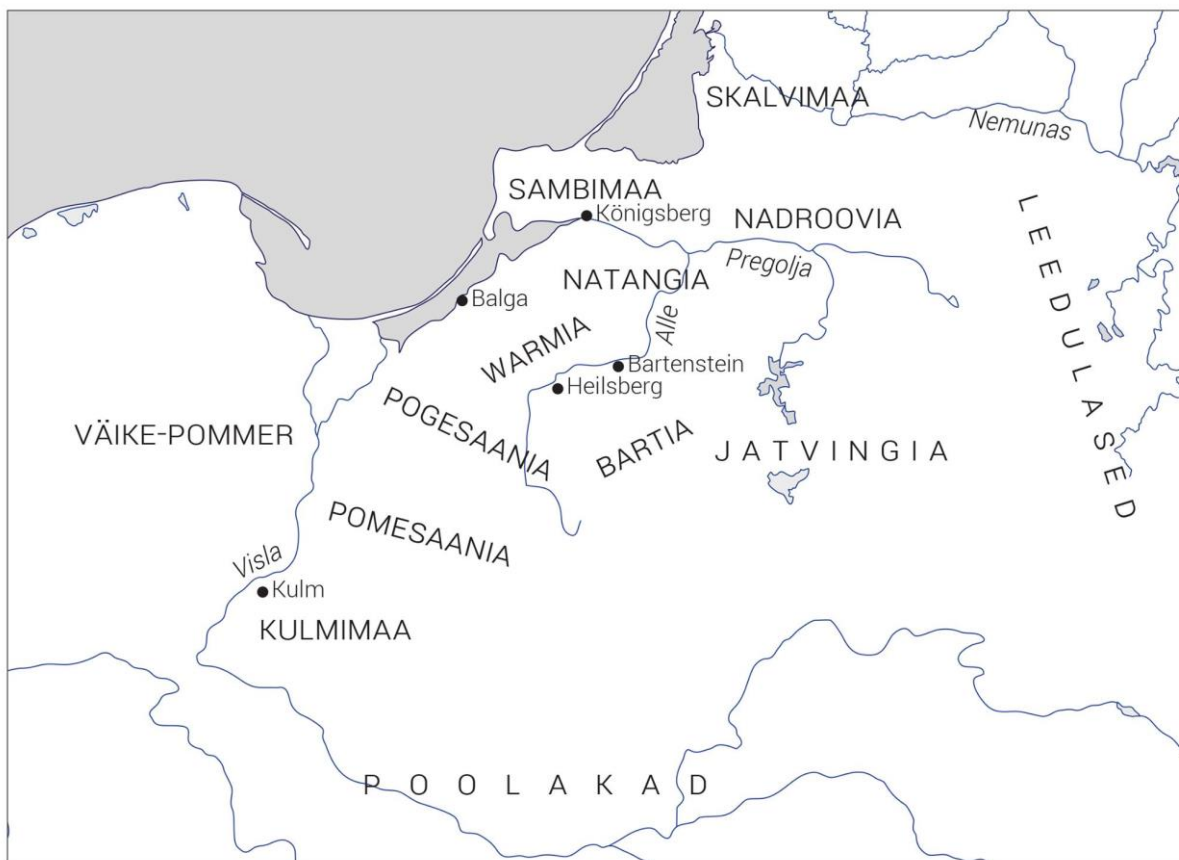 SKALVIMAA
Nemunas
SAMBIMAA
Königsberg
NADROOVIA
LEEDULASED
Pregolja
NATANGIA
Balga
Alle
WARMIA
Bartenstein
Heilsberg
POGESAANIA
BARTIA
VÄIKE-POMMER
JATVINGIA
POMESAANIA
Visla
Kulm
KULMIMAA
POOLAKAD